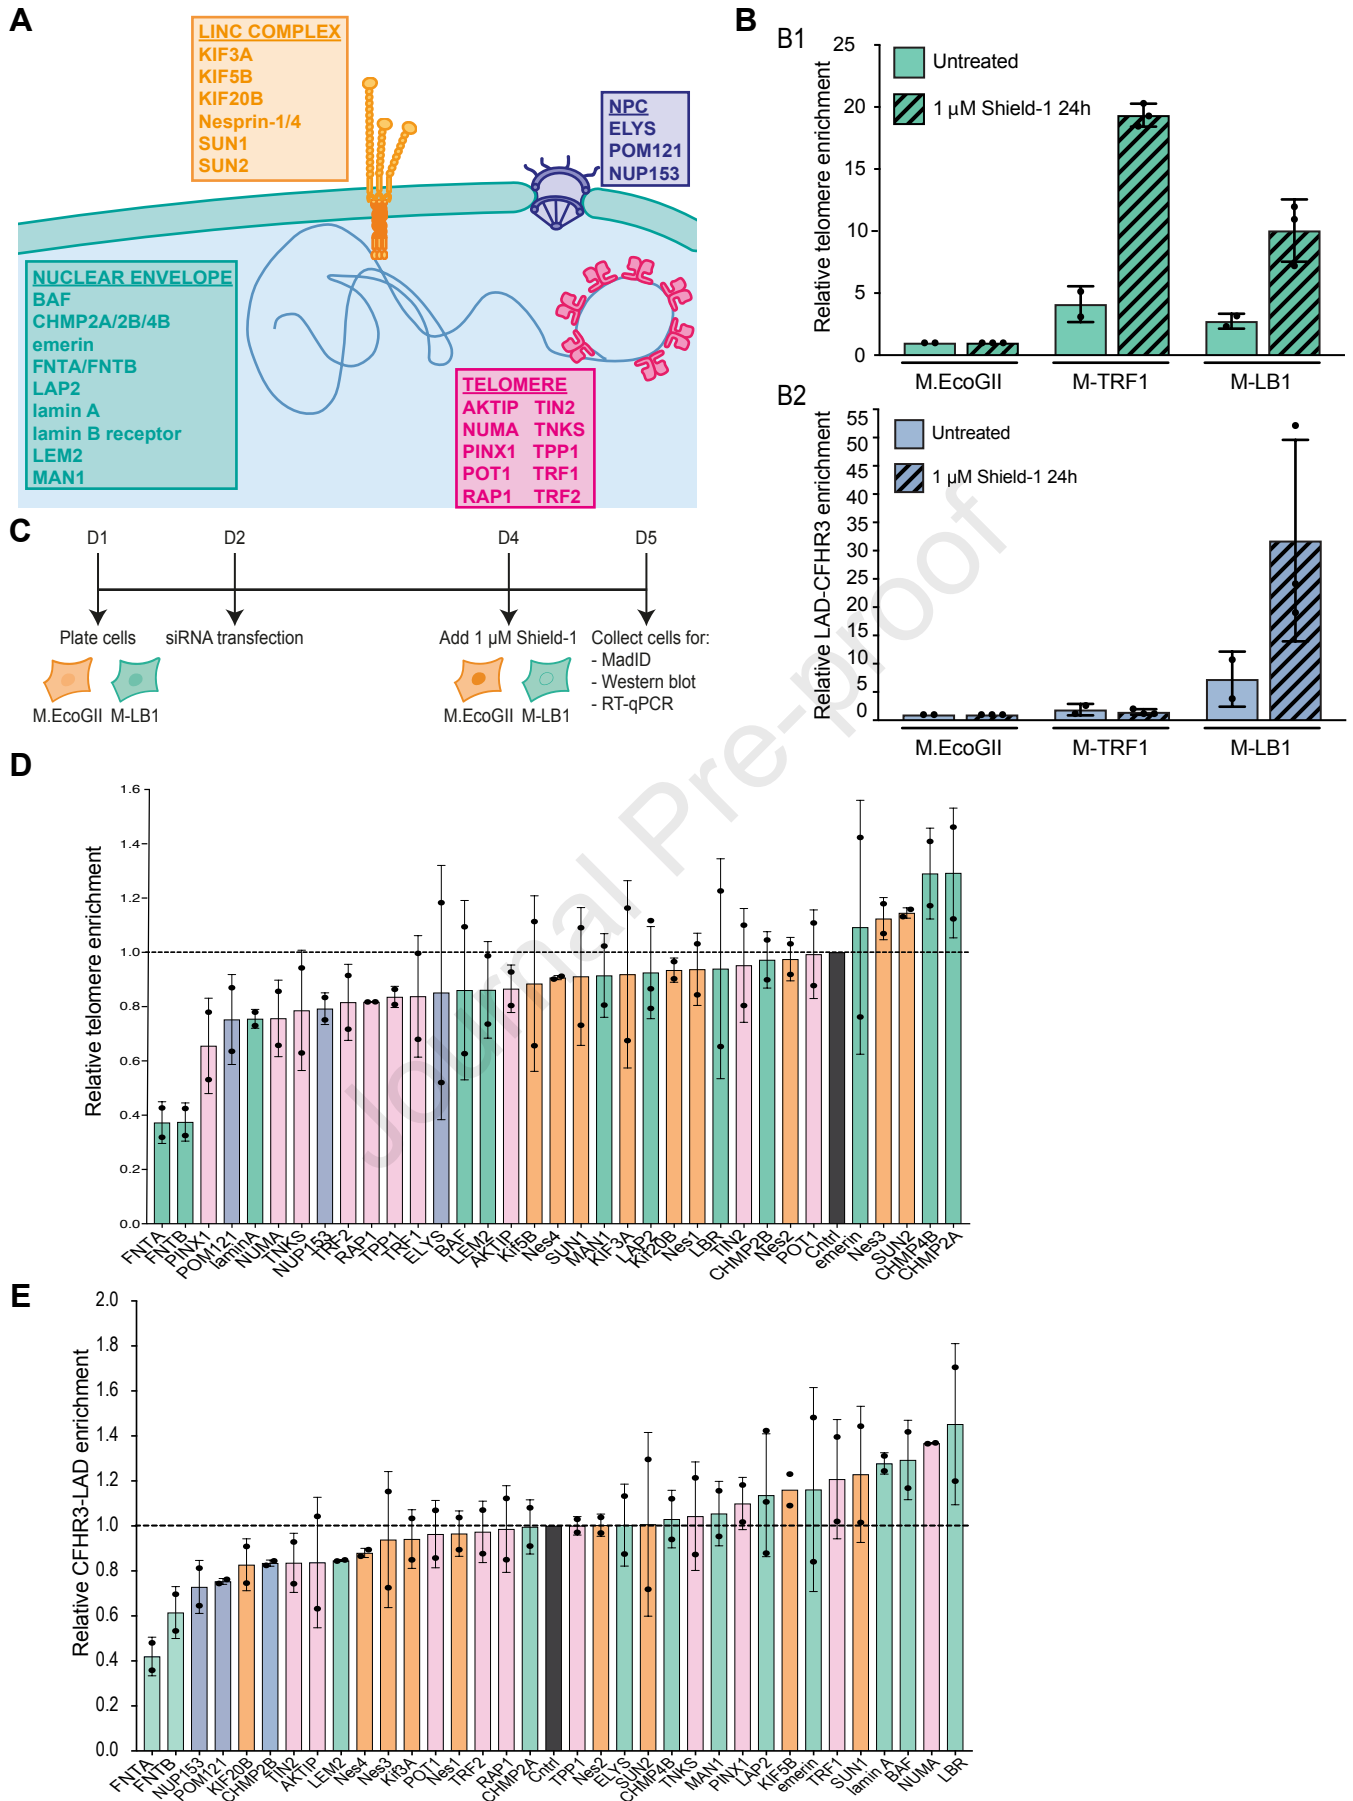 A
LINC COMPLEX
KIF3A
KIF5B
KIF20B
Nesprin-1/4
SUN1
SUN2
NPC
ELYS
POM121
NUP153
NUCLEAR ENVELOPE
BAF
CHMP2A/2B/4B
emerin
FNTA/FNTB
LAP2
lamin A
lamin B receptor
LEM2
MAN1
TELOMERE
AKTIP TIN2
NUMA TNKS
PINX1 TPP1
POT1 TRF1
RAP1 TRF2
B
B1
Relative telomere enrichment
25
20
15
10
5
0
Untreated
1 µM Shield-1 24h
M.EcoGII M-TRF1 M-LB1
B2
Relative LAD-CFHR3 enrichment
55
50
45
40
35
30
25
20
15
10
5
0
Untreated
1 µM Shield-1 24h
M.EcoGII M-TRF1 M-LB1
C
D1 D2 D4 D5
Plate cells
M.EcoGII M-LB1
siRNA transfection
Add 1 µM Shield-1
M.EcoGII M-LB1
Collect cells for:
- MadID
- Western blot
- RT-qPCR
D
Relative telomere enrichment
1.6
1.4
1.2
1.0
0.8
0.6
0.4
0.2
0.0
FNTA FNTB PINX1 POM121 laminA NUMA TNKS NUP153 TRF2 RAP1 TPP1 TRF1 ELYS BAF LEM2 AKTIP Kif5B Nes4 SUN1 MAN1 KIF3A LAP2 Kif20B Nes1 LBR TIN2 CHMP2B Nes2 POT1 Cntrl emerin Nes3 SUN2 CHMP4B CHMP2A
E
Relative CFHR3-LAD enrichment
2.0
1.8
1.6
1.4
1.2
1.0
0.8
0.6
0.4
0.2
0.0
FNTA FNTB NUP153 POM121 KIF20B CHMP2B TIN2 AKTIP LEM2 Nes4 Nes3 Kif3A POT1 Nes1 TRF2 RAP1 CHMP2A Cntrl TPP1 Nes2 ELYS SUN2 CHMP4B TNKS MAN1 PINX1 LAP2 KIF5B emerin TRF1 SUN1 lamin A BAF NUMA LBR
Journal Pre-proof